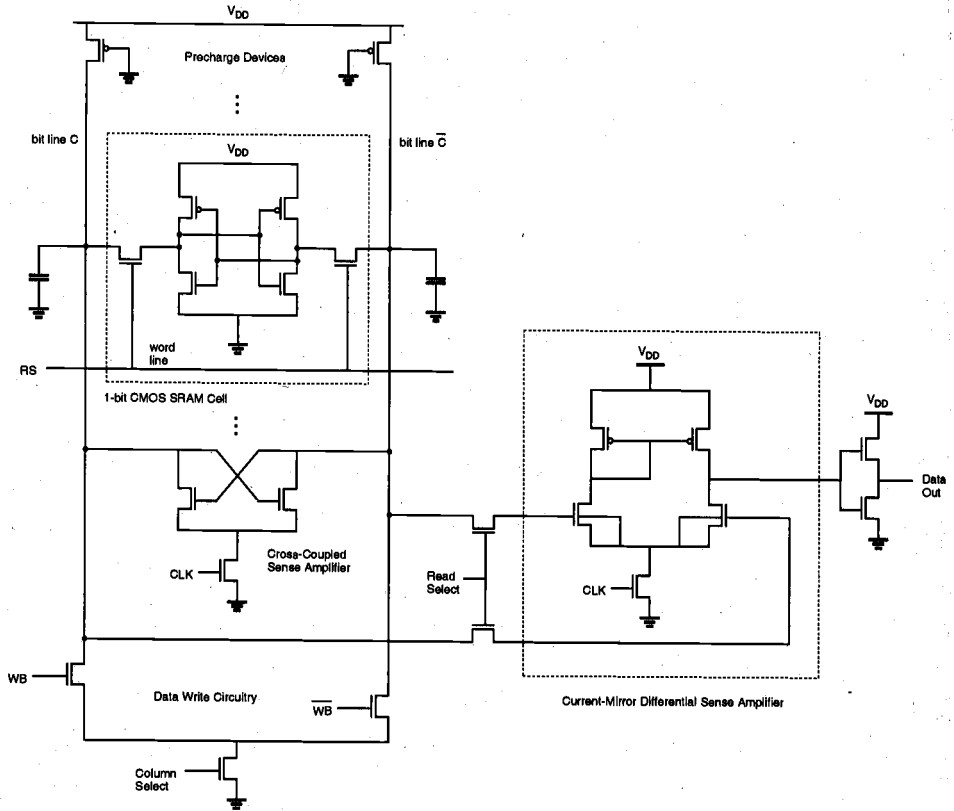 VDD
Precharge Devices
bit line C
bit line C̅
VDD
word
line
RS
1-bit CMOS SRAM Cell
VDD
VDD
Data
Out
Cross-Coupled
Sense Amplifier
CLK
Read
Select
CLK
WB
Data Write Circuitry
W̅B̅
Current-Mirror Differential Sense Amplifier
Column
Select